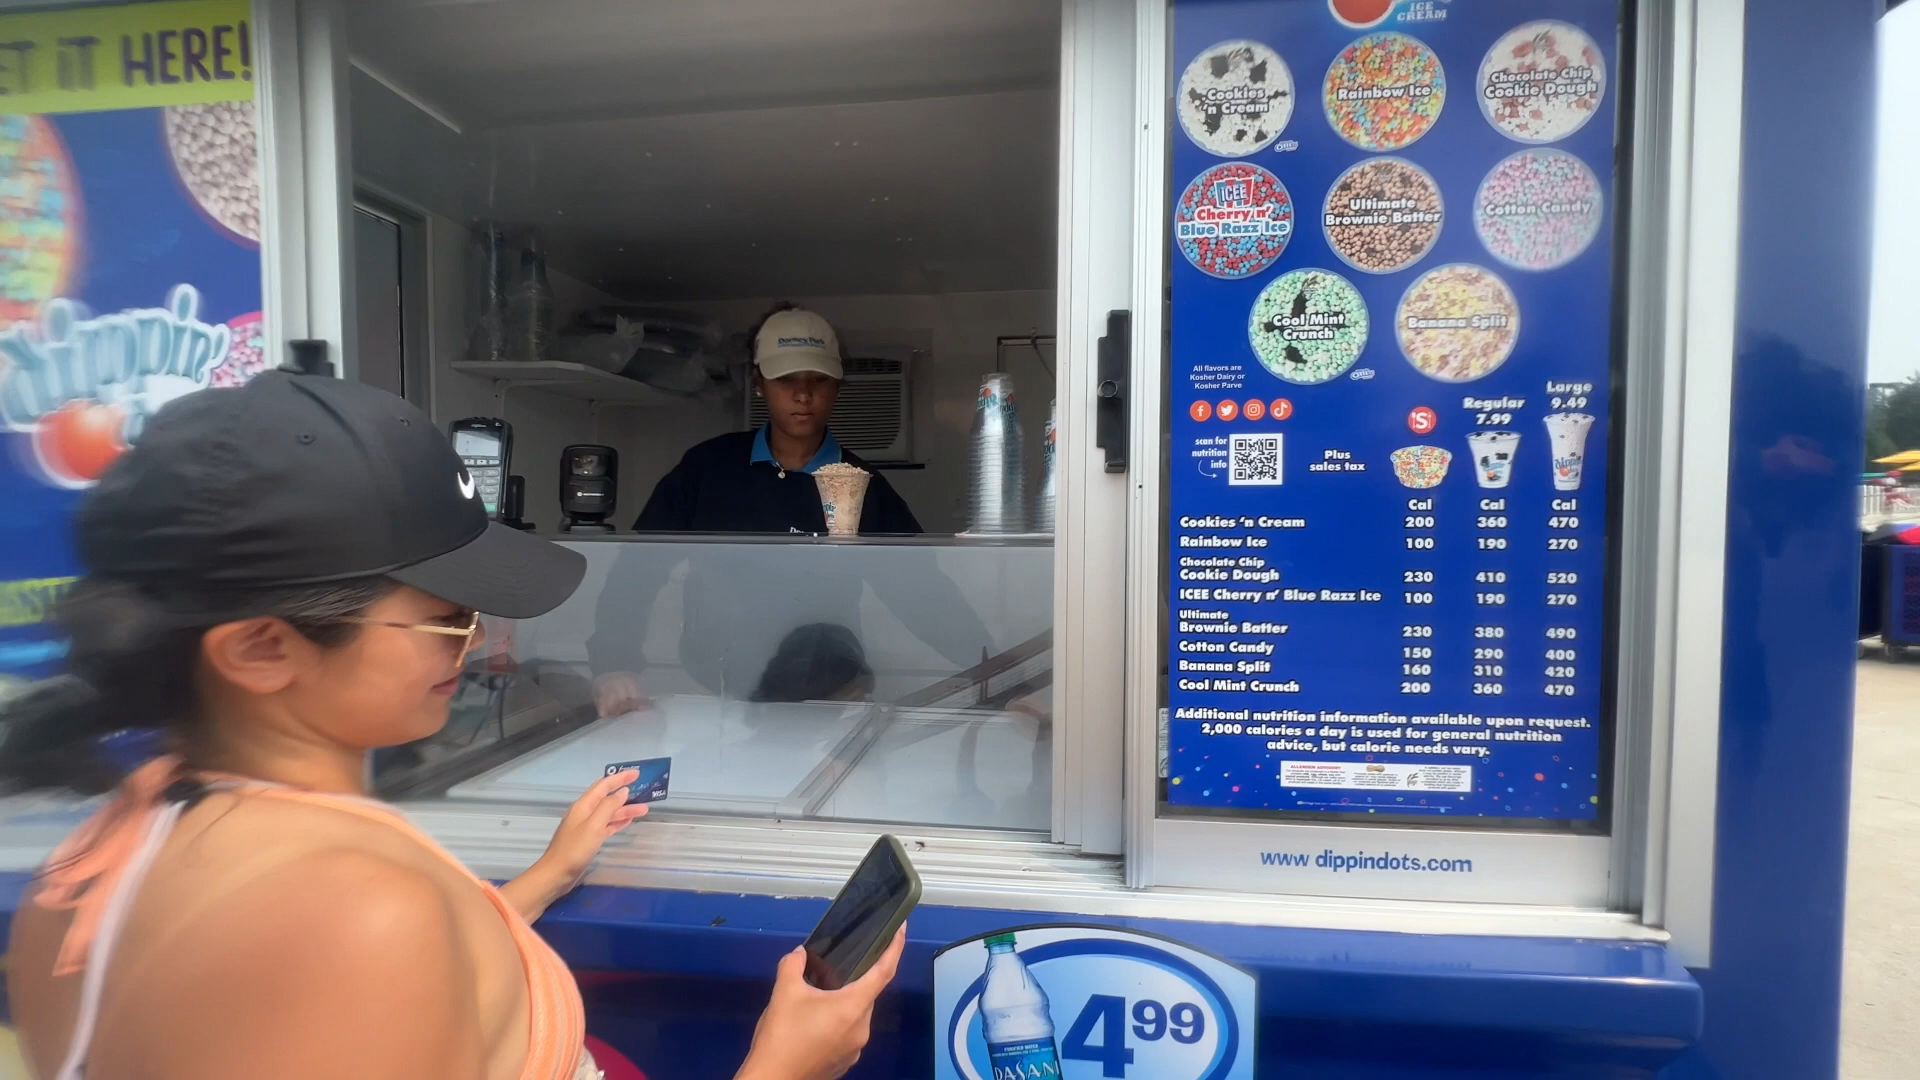 ET IT HERE!
dippin'
ICE
CREAM
Cookies
'n Cream
Rainbow Ice
Chocolate Chip
Cookie Dough
ICEE
Cherry n'
Blue Razz Ice
Ultimate
Brownie Batter
Cotton Candy
Cool Mint
Crunch
Banana Split
All flavors are
Kosher Dairy or
Kosher Parve
scan for
nutrition
info
Plus
sales tax
Regular
7.99
Large
9.49
Cal Cal Cal
Cookies 'n Cream 200 360 470
Rainbow Ice 100 190 270
Chocolate Chip
Cookie Dough 230 410 520
ICEE Cherry n' Blue Razz Ice 100 190 270
Ultimate
Brownie Batter 230 380 490
Cotton Candy 150 290 400
Banana Split 160 310 420
Cool Mint Crunch 200 360 470
Additional nutrition information available upon request.
2,000 calories a day is used for general nutrition
advice, but calorie needs vary.
ALLERGEN ADVISORY
www dippindots.com
Dorney Park
VISA
4.99
DASANI